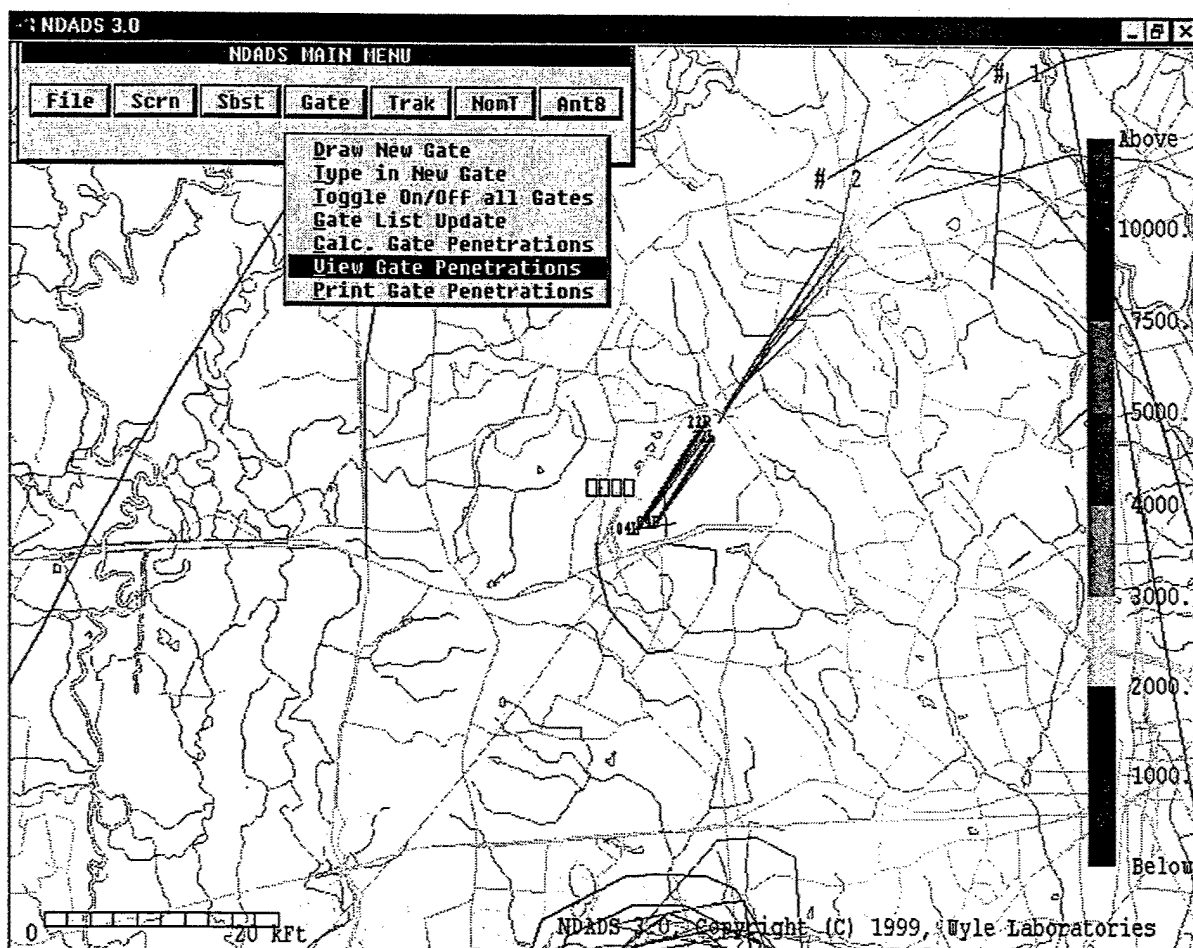 NDADS 3.0
NDADS MAIN MENU
File Scrn Sbst Gate Trak NomT Ant8
Draw New Gate
Type in New Gate
Toggle On/Off all Gates
Gate List Update
Calc. Gate Penetrations
View Gate Penetrations
Print Gate Penetrations
# 1
# 2
Above
10000.
7500.
5000.
4000
3000.
2000.
1000.
Below
22R
04L
0 20 kFt
NDADS 3.0, Copyright (C) 1999, Wyle Laboratories